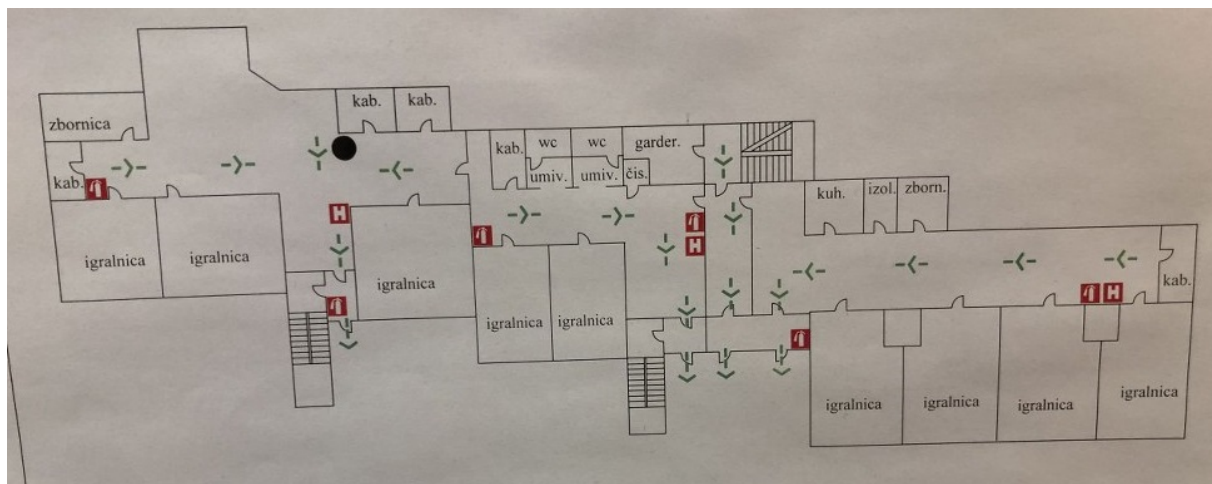 kab.
kab.
zbornica
kab.
wc
wc
garder.
kab.
umiv.
umiv.
čis.
kuh.
izol.
zborn.
H
H
igralnica
igralnica
igralnica
kab.
H
igralnica
igralnica
igralnica
igralnica
igralnica
igralnica